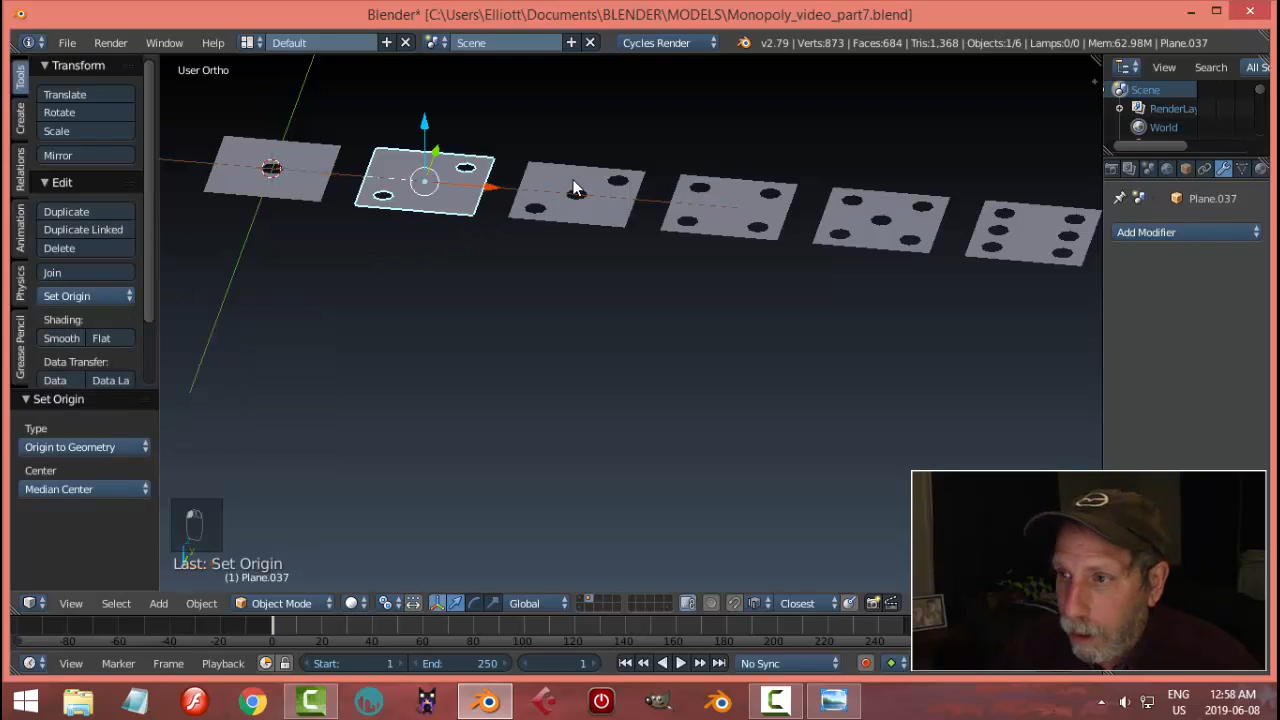 Blender* [C:\Users\Elliott\Documents\BLENDER\MODELS\Monopoly_video_part7.blend]
File Render Window Help Default Scene Cycles Render v2.79 | Verts:873 | Faces:684 | Tris:1,368 | Objects:1/6 | Lamps:0/0 | Mem:62.98M | Plane.037
Tools
Create
Relations
Animation
Physics
Grease Pencil
Transform
Translate
Rotate
Scale
Mirror
Edit
Duplicate
Duplicate Linked
Delete
Join
Set Origin
Shading:
Smooth Flat
Data Transfer:
Data Data La
Set Origin
Type
Origin to Geometry
Center
Median Center
User Ortho
Last: Set Origin
(1) Plane.037
View Search All S
Scene
RenderLay
World
Plane.037
Add Modifier
View Select Add Object Object Mode Global Closest
-80 -60 -40 -20 0 20 40 60 80 100 120 140 160 180 200 220 240
View Marker Frame Playback Start: 1 End: 250 1 No Sync
ENG
US
12:58 AM
2019-06-08